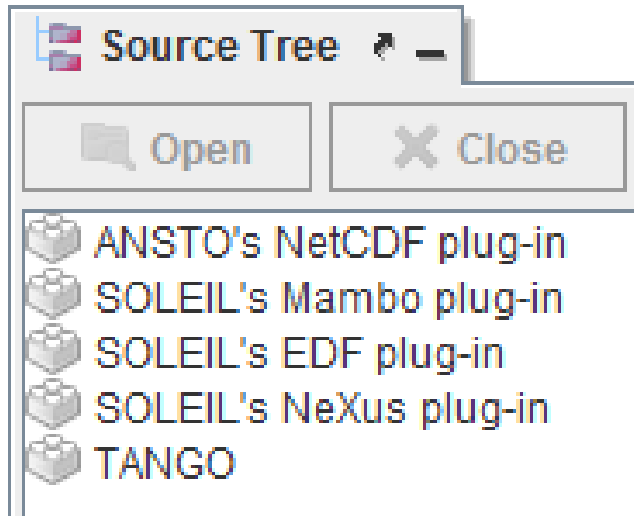 Source Tree
Open Close
ANSTO's NetCDF plug-in
SOLEIL's Mambo plug-in
SOLEIL's EDF plug-in
SOLEIL's NeXus plug-in
TANGO